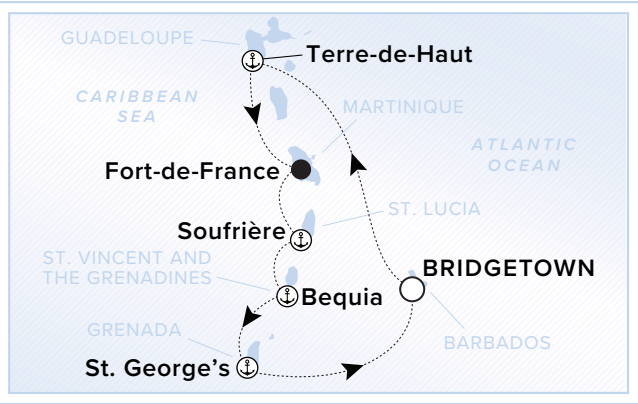 GUADELOUPE
Terre-de-Haut
CARIBBEAN
SEA
MARTINIQUE
ATLANTIC
OCEAN
Fort-de-France
ST. LUCIA
Soufrière
ST. VINCENT AND
THE GRENADINES
BRIDGETOWN
Bequia
GRENADA
BARBADOS
St. George's